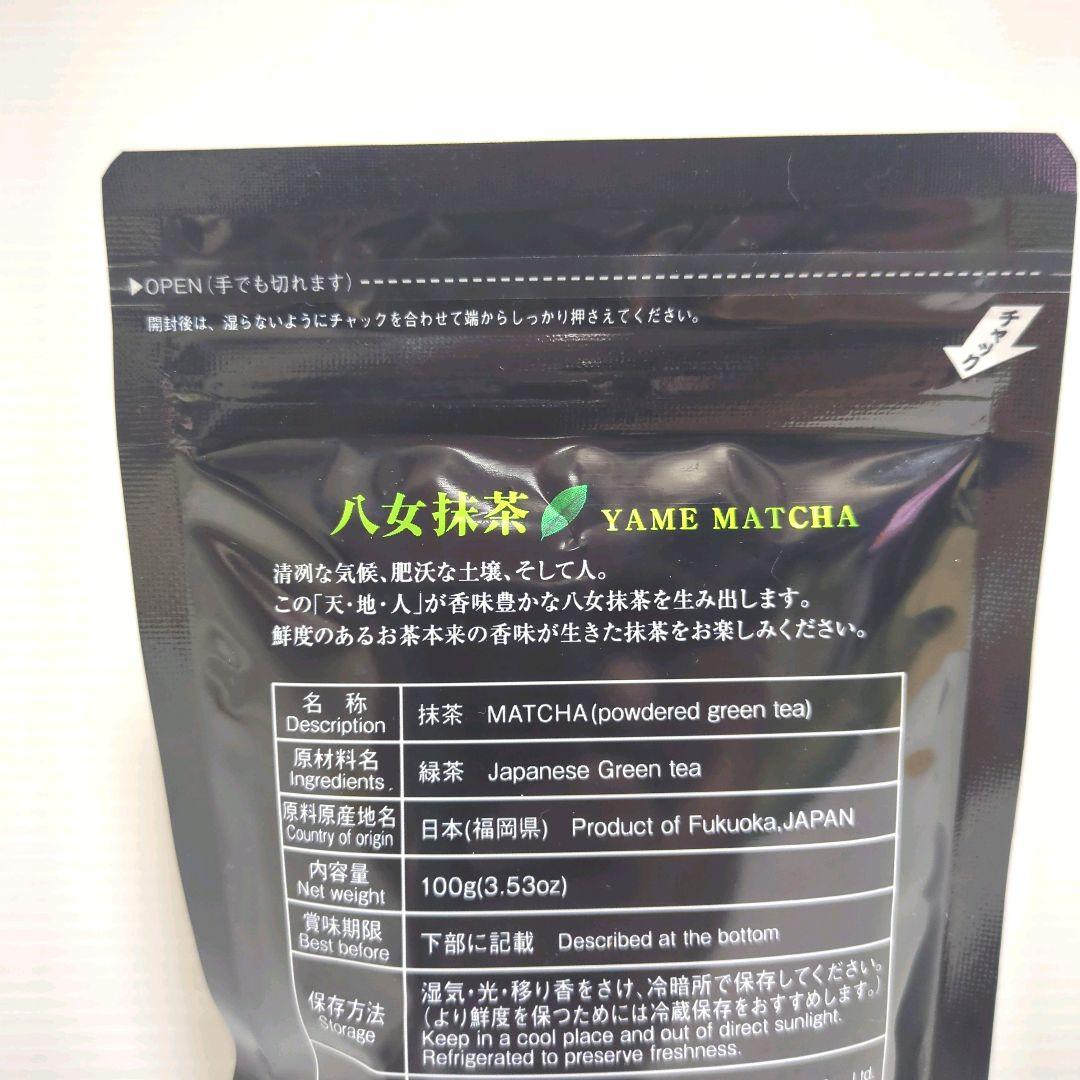 ▶OPEN(手でも切れます)
開封後は、湿らないようにチャックを合わせて端からしっかり押さえてください。
チャック
八女抹茶 YAME MATCHA
清冽な気候、肥沃な土壌、そして人。
この「天・地・人」が香味豊かな八女抹茶を生み出します。
鮮度のあるお茶本来の香味が生きた抹茶をお楽しみください。
名 称 抹茶 MATCHA(powdered green tea)
Description
原材料名 緑茶 Japanese Green tea
Ingredients
原料原産地名 日本(福岡県) Product of Fukuoka,JAPAN
Country of origin
内容量 100g(3.53oz)
Net weight
賞味期限 下部に記載 Described at the bottom
Best before
保存方法
Storage
湿気・光・移り香をさけ、冷暗所で保存してください。
(より鮮度を保つためには冷蔵保存をおすすめします。)
Keep in a cool place and out of direct sunlight.
Refrigerated to preserve freshness.
Ltd.